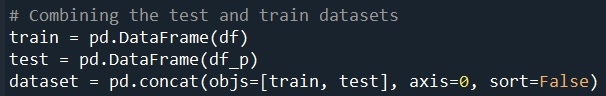 # Combining the test and train datasets
train = pd.DataFrame(df)
test = pd.DataFrame(df_p)
dataset = pd.concat(objs=[train, test], axis=0, sort=False)